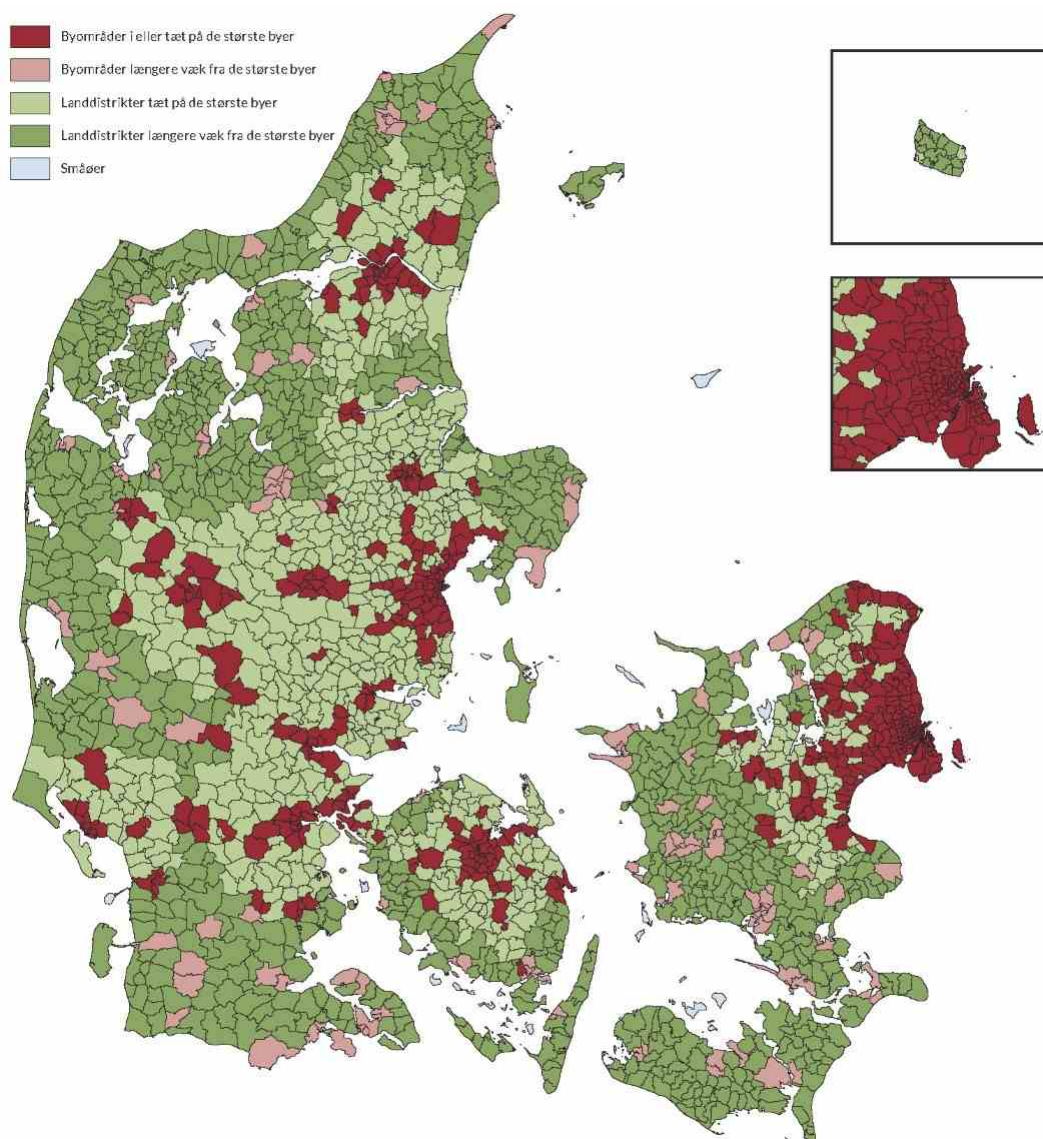 Byområder i eller tæt på de største byer
Byområder længere væk fra de største byer
Landdistrikter tæt på de største byer
Landdistrikter længere væk fra de største byer
Småøer